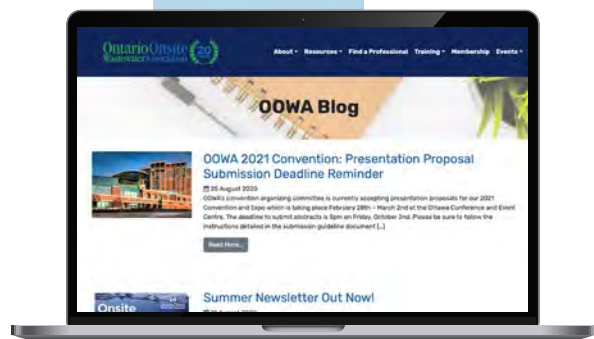 Ontario Onsite
Wastewater Association
20
About Resources Find a Professional Training Membership Events
OOWA Blog
OOWA 2021 Convention: Presentation Proposal
Submission Deadline Reminder
25 August 2020
OOWA's convention organizing committee is currently accepting presentation proposals for our 2021
Convention and Expo which is taking place February 28th – March 2nd at the Ottawa Conference and Event
Centre. The deadline to submit abstracts is 5pm on Friday, October 2nd. Please be sure to follow the
instructions detailed in the submission guideline document [...]
Read More...
Summer Newsletter Out Now!
Onsite
August 2020